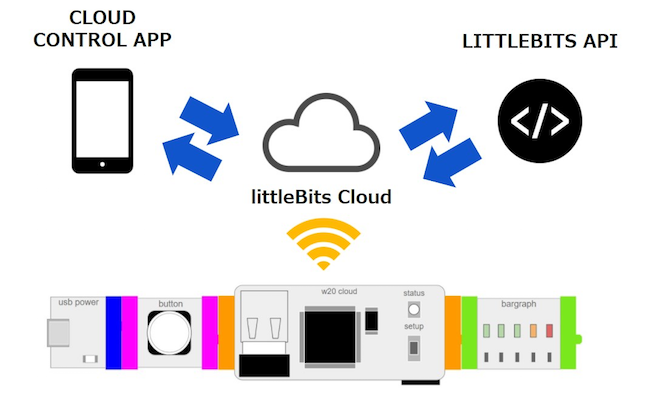 CLOUD
CONTROL APP
LITTLEBITS API
</>
littleBits Cloud
usb power
button
w20 cloud
status
setup
bargraph